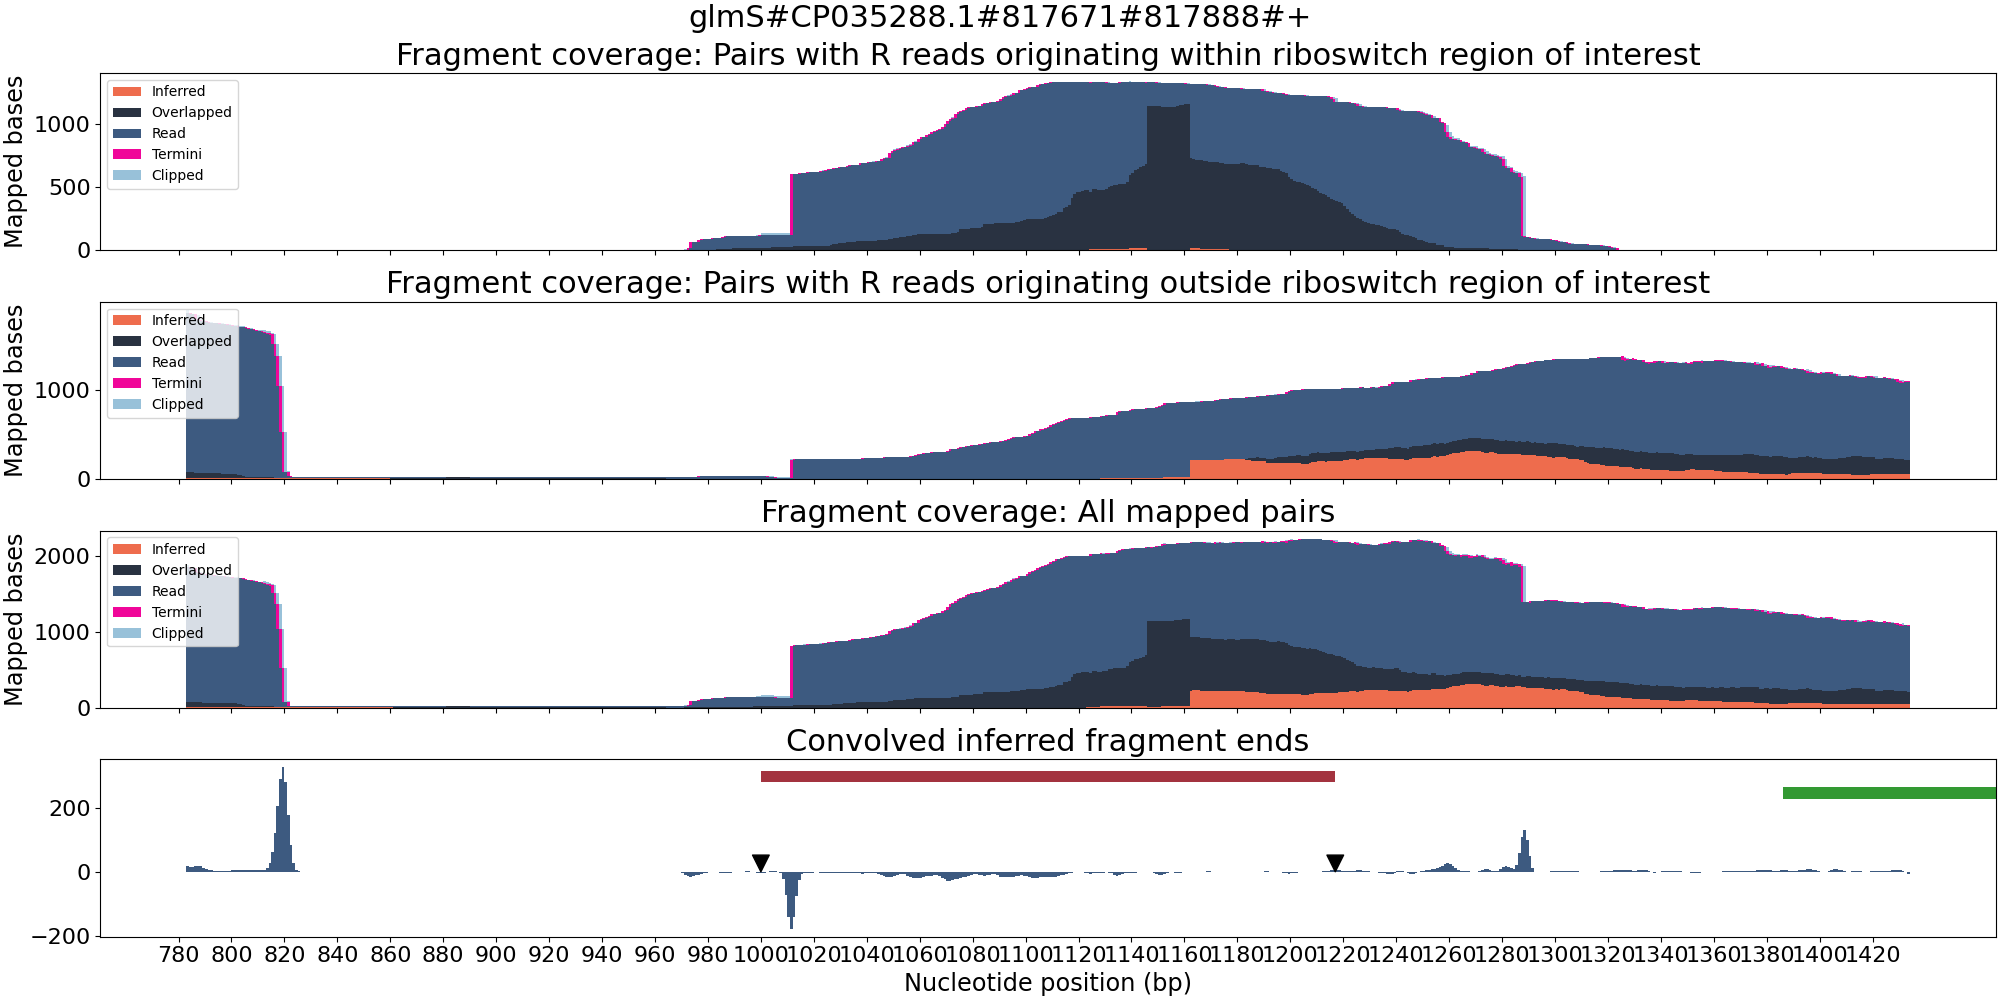 glmS#CP035288.1#817671#817888#+
Fragment coverage: Pairs with R reads originating within riboswitch region of interest
Mapped bases
1000
500
0
Inferred
Overlapped
Read
Termini
Clipped
Fragment coverage: Pairs with R reads originating outside riboswitch region of interest
Mapped bases
1000
0
Inferred
Overlapped
Read
Termini
Clipped
Fragment coverage: All mapped pairs
Mapped bases
2000
1000
0
Inferred
Overlapped
Read
Termini
Clipped
Convolved inferred fragment ends
200
0
−200
780 800 820 840 860 880 900 920 940 960 980 1000 1020 1040 1060 1080 1100 1120 1140 1160 1180 1200 1220 1240 1260 1280 1300 1320 1340 1360 1380 1400 1420
Nucleotide position (bp)